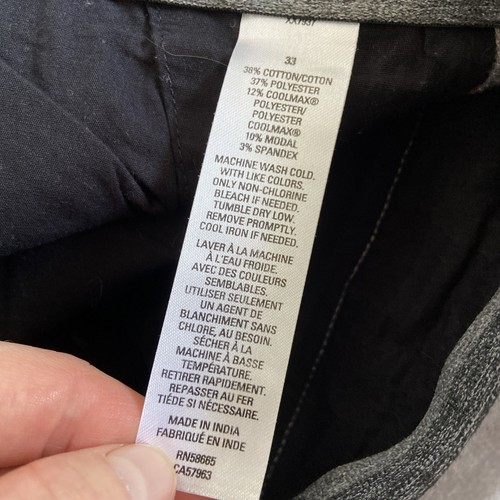 XX7937
33
38% COTTON/COTON
37% POLYESTER
12% COOLMAX®
POLYESTER/
POLYESTER
COOLMAX®
10% MODAL
3% SPANDEX
MACHINE WASH COLD.
WITH LIKE COLORS.
ONLY NON-CHLORINE
BLEACH IF NEEDED.
TUMBLE DRY LOW.
REMOVE PROMPTLY.
COOL IRON IF NEEDED.
LAVER À LA MACHINE
À L'EAU FROIDE.
AVEC DES COULEURS
SEMBLABLES.
UTILISER SEULEMENT
UN AGENT DE
BLANCHIMENT SANS
CHLORE, AU BESOIN.
SÉCHER À LA
MACHINE À BASSE
TEMPÉRATURE.
RETIRER RAPIDEMENT.
REPASSER AU FER
TIÈDE SI NÉCESSAIRE.
MADE IN INDIA
FABRIQUÉ EN INDE
RN58665
CA57963